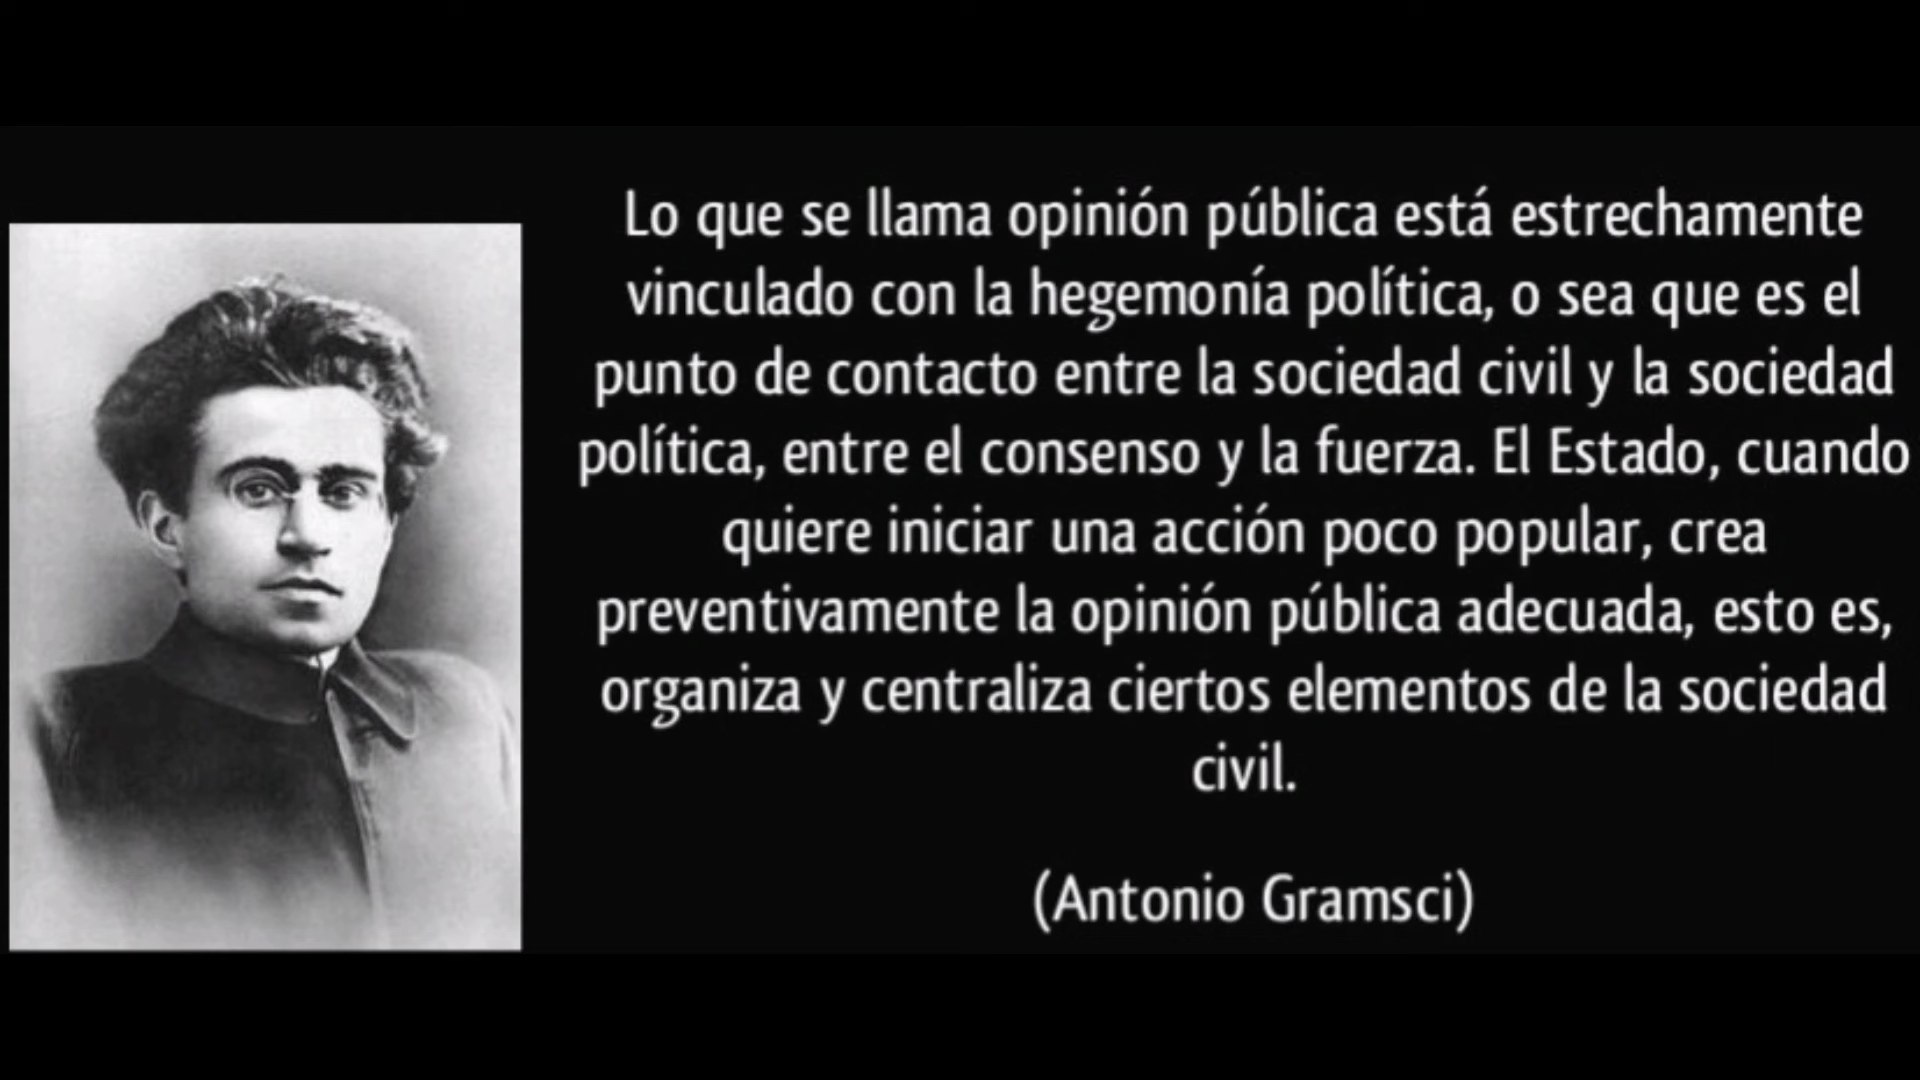 Lo que se llama opinión pública está estrechamente
vinculado con la hegemonía política, o sea que es el
punto de contacto entre la sociedad civil y la sociedad
política, entre el consenso y la fuerza. El Estado, cuando
quiere iniciar una acción poco popular, crea
preventivamente la opinión pública adecuada, esto es,
organiza y centraliza ciertos elementos de la sociedad
civil.
(Antonio Gramsci)